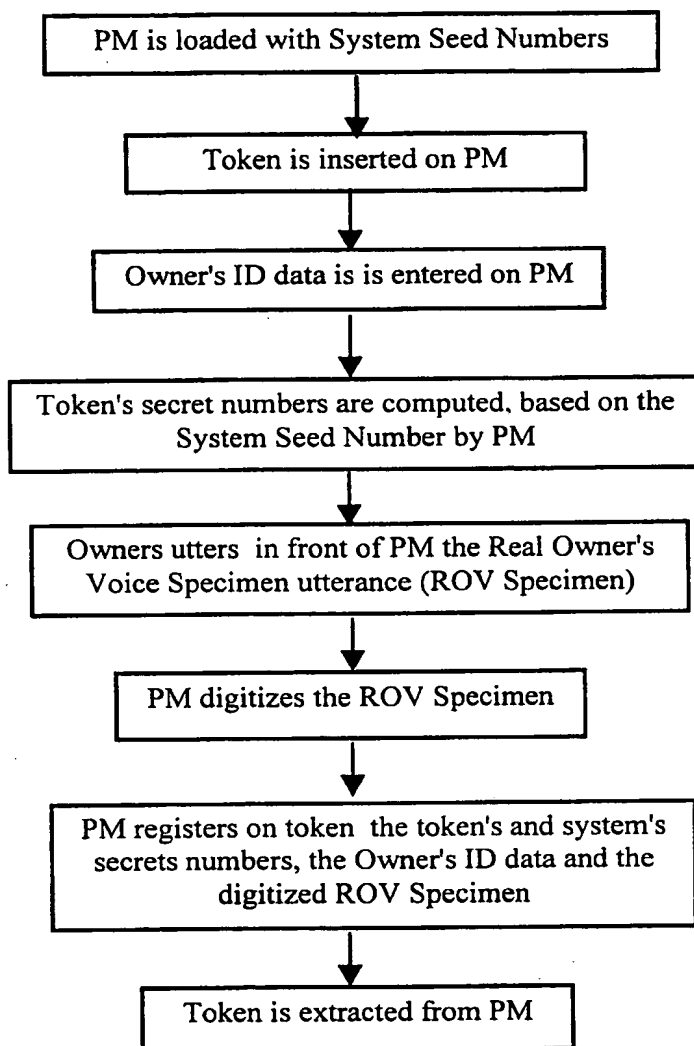 PM is loaded with System Seed Numbers
Token is inserted on PM
Owner's ID data is is entered on PM
Token's secret numbers are computed, based on the
System Seed Number by PM
Owners utters in front of PM the Real Owner's
Voice Specimen utterance (ROV Specimen)
PM digitizes the ROV Specimen
PM registers on token the token's and system's
secrets numbers, the Owner's ID data and the
digitized ROV Specimen
Token is extracted from PM